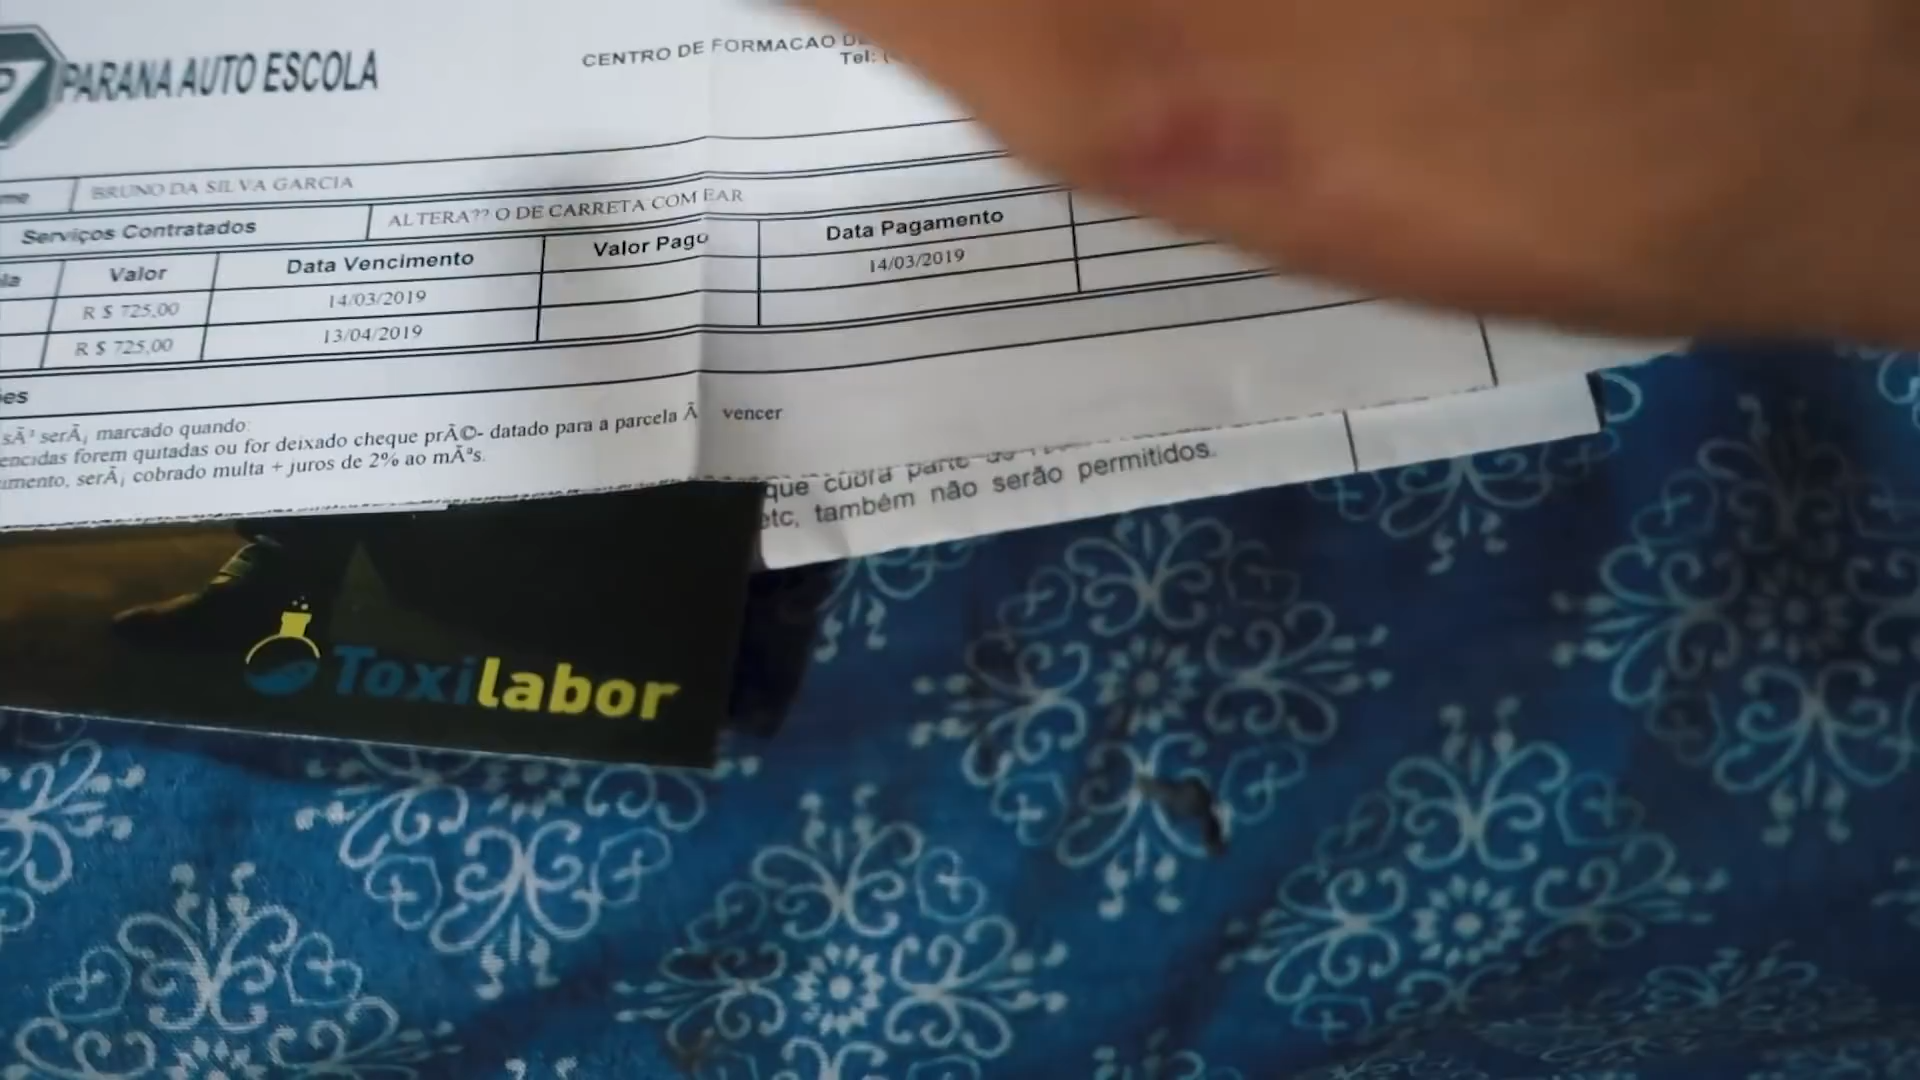 PARANA AUTO ESCOLA
CENTRO DE FORMACAO DE
Tel: (
BRUNO DA SILVA GARCIA
Serviços Contratados ALTERA?? O DE CARRETA COM EAR
Valor Data Vencimento Valor Pago Data Pagamento
R $ 725,00 14/03/2019 14/03/2019
R $ 725,00 13/04/2019
sÃ³ serÃ¡ marcado quando:
encidas forem quitadas ou for deixado cheque prÃ©- datado para a parcela Ã vencer
imento, serÃ¡ cobrado multa + juros de 2% ao mÃªs.
que cubra parte do
etc, também não serão permitidos.
Toxilabor